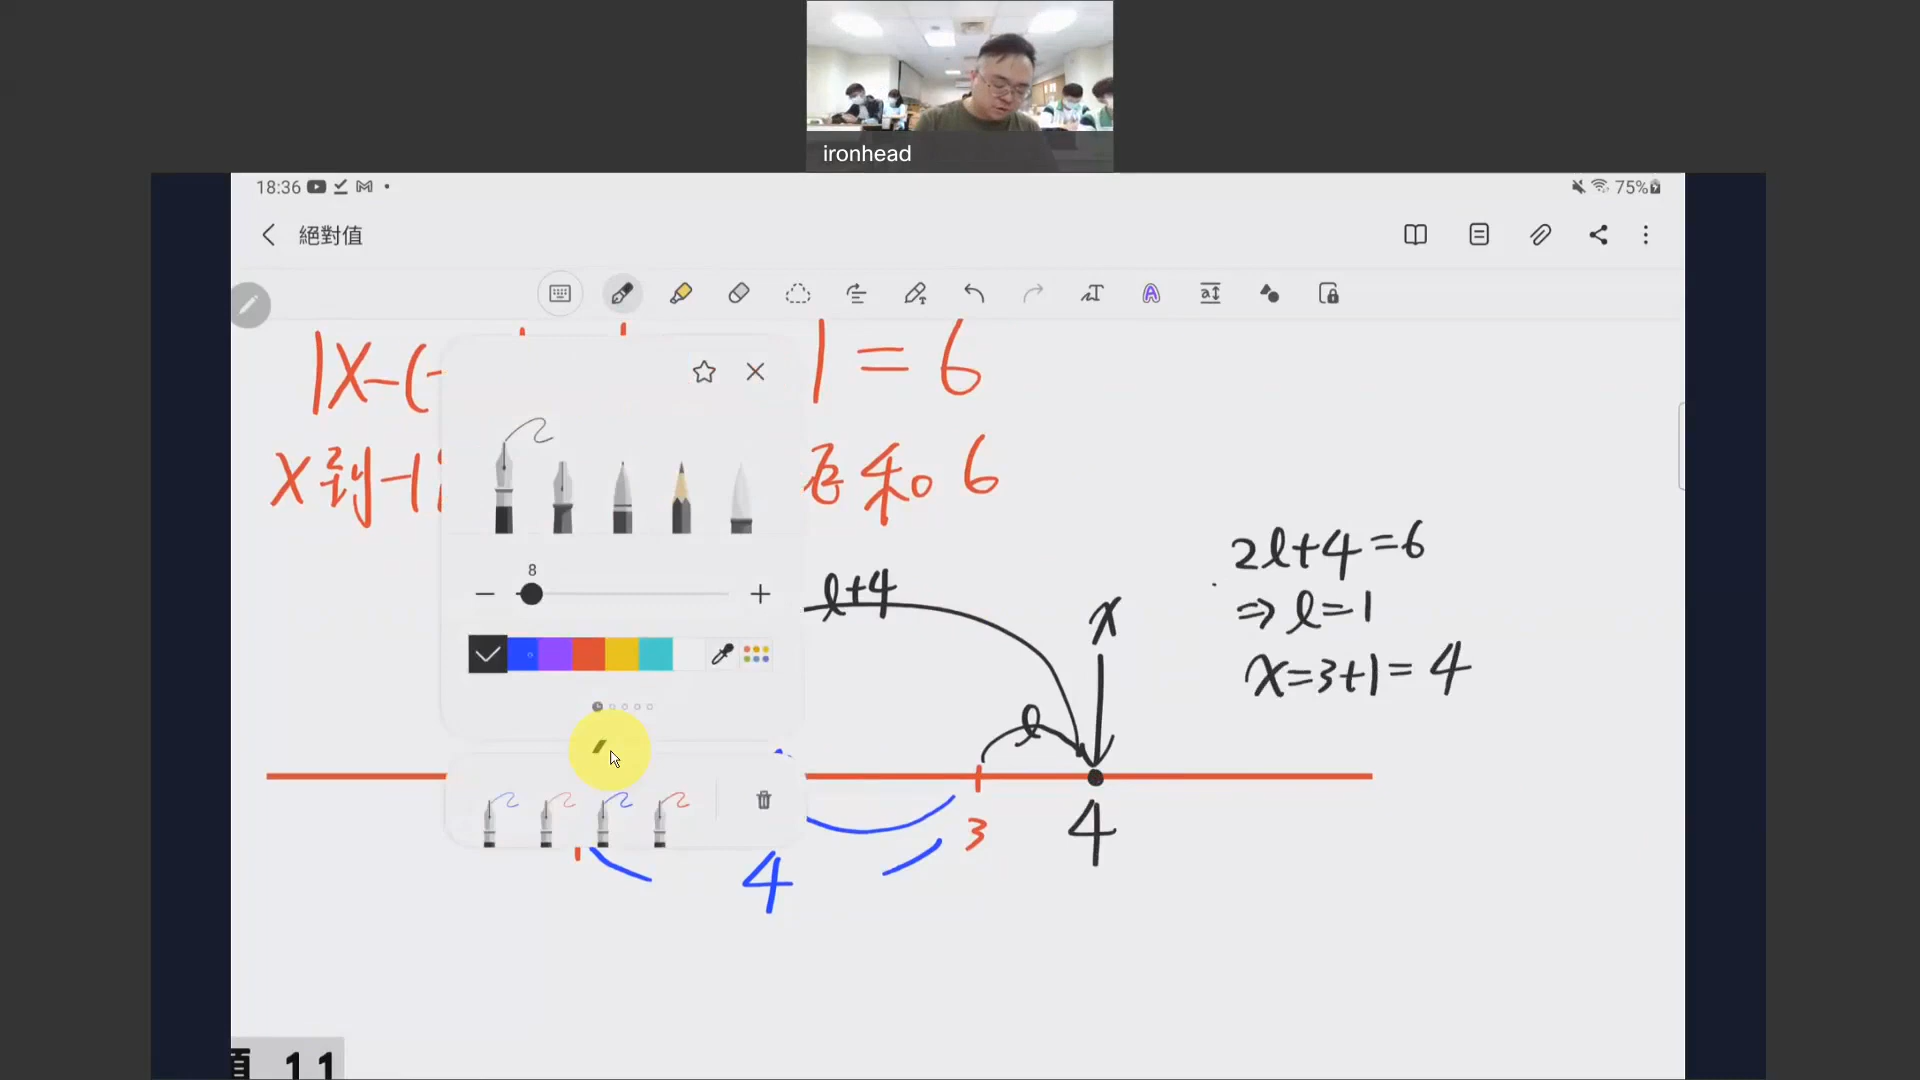 ironhead
18:36
75%
絕對值
|x-(-
| = 6
x到-1
和 6
8
l+4
x
l
2l+4=6
⇒ l=1
x=3+1=4
3
4
4
11